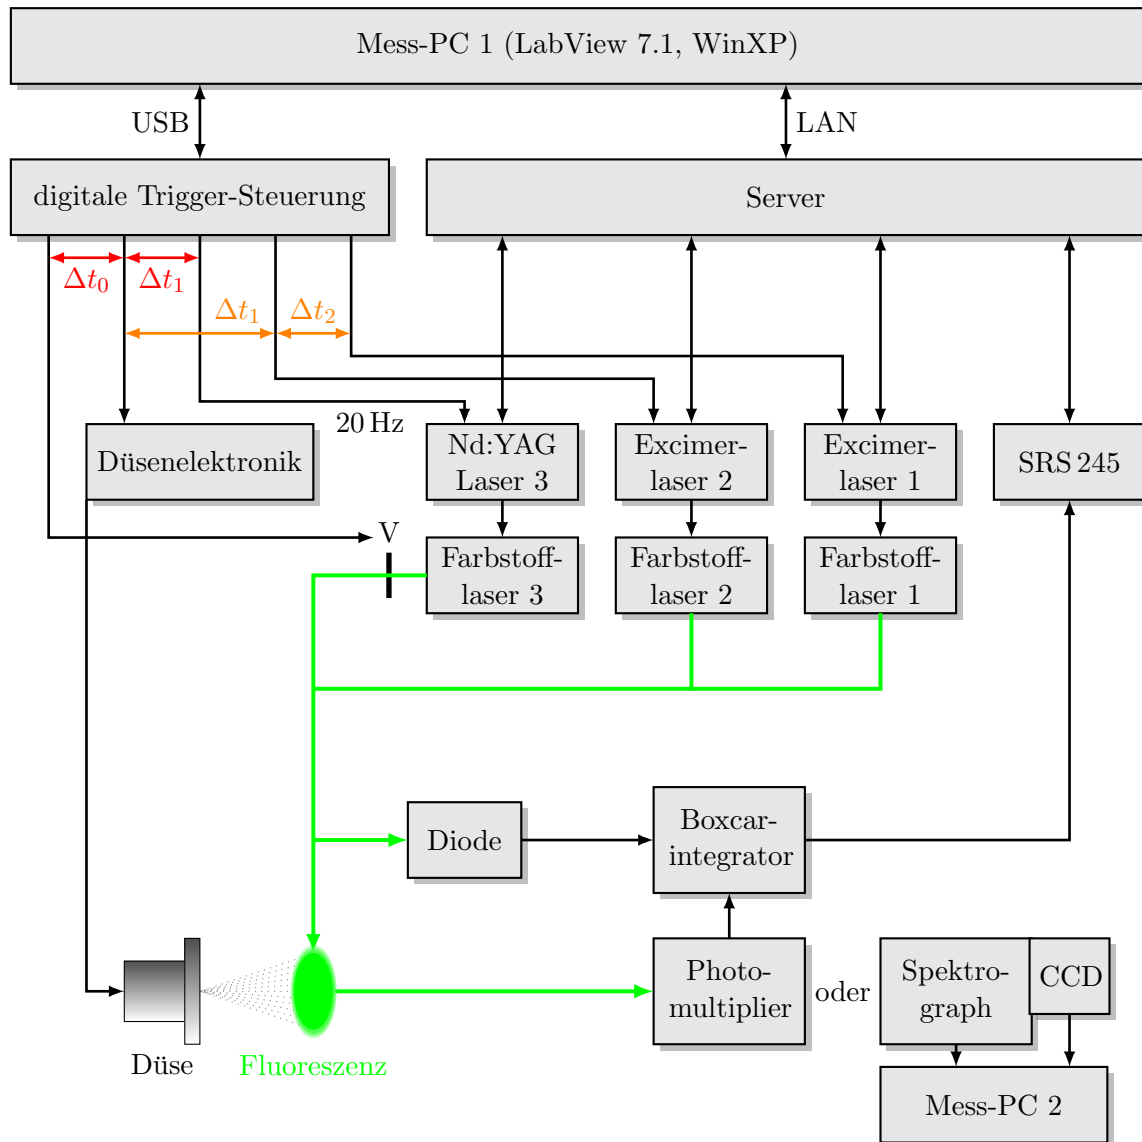 Mess-PC 1 (LabView 7.1, WinXP)
USB
LAN
digitale Trigger-Steuerung
Server
Δt₀
Δt₁
Δt₁
Δt₂
20 Hz
Düsenelektronik
Nd:YAG
Laser 3
Excimer-
laser 2
Excimer-
laser 1
SRS 245
V
Farbstoff-
laser 3
Farbstoff-
laser 2
Farbstoff-
laser 1
Diode
Boxcar-
integrator
Photo-
multiplier
oder
Spektro-
graph
CCD
Düse
Fluoreszenz
Mess-PC 2